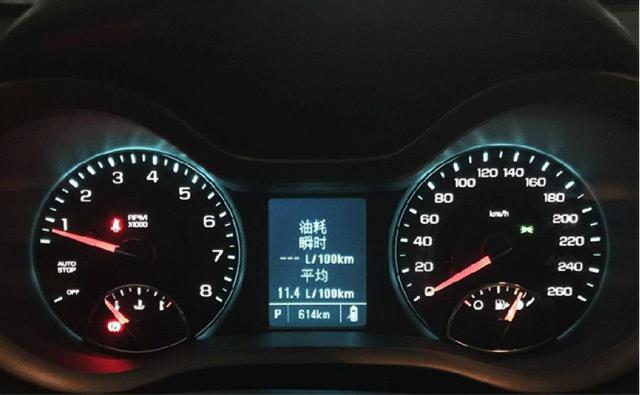 1
2
3
4
5
6
7
8
RPM
X1000
AUTO
STOP
OFF
油耗
瞬时
--- L/100km
平均
11.4 L/100km
P 614km
0
20
40
60
80
100
120
140
160
180
200
220
240
260
km/h